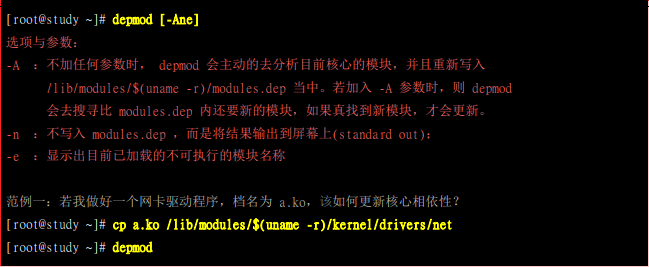 [root@study ~]# depmod [-Ane]
选项与参数：
-A ：不加任何参数时， depmod 会主动的去分析目前核心的模块，并且重新写入
/lib/modules/$(uname -r)/modules.dep 当中。若加入 -A 参数时，则 depmod
会去搜寻比 modules.dep 内还要新的模块，如果真找到新模块，才会更新。
-n ：不写入 modules.dep ，而是将结果输出到屏幕上(standard out)；
-e ：显示出目前已加载的不可执行的模块名称
范例一：若我做好一个网卡驱动程序，档名为 a.ko，该如何更新核心相依性？
[root@study ~]# cp a.ko /lib/modules/$(uname -r)/kernel/drivers/net
[root@study ~]# depmod